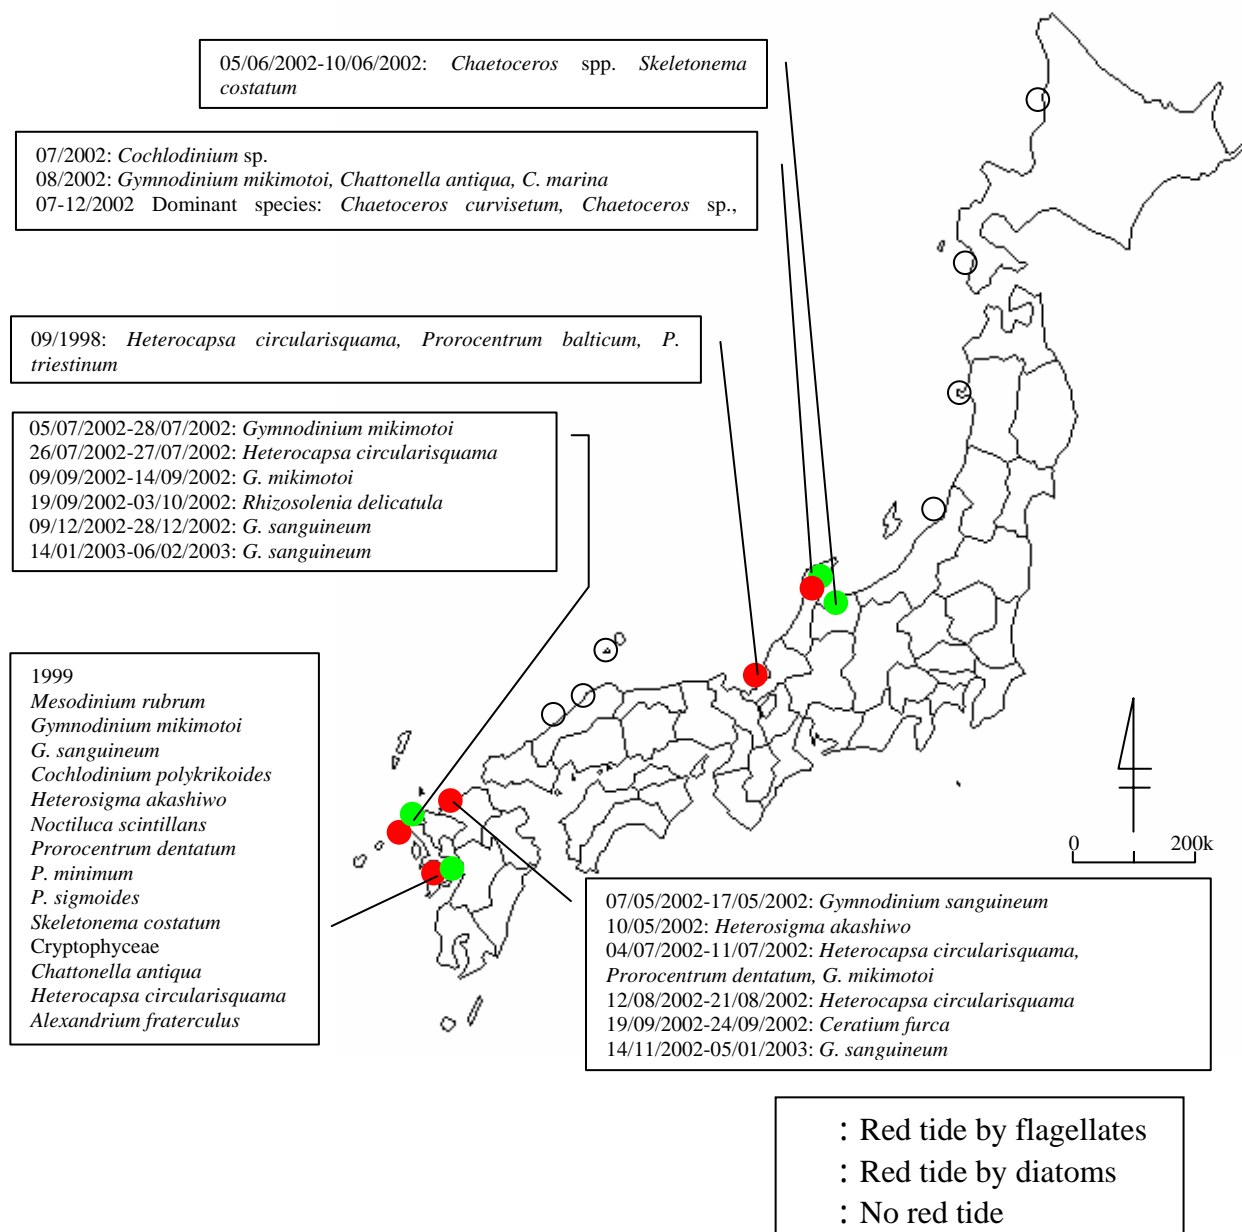 05/06/2002-10/06/2002: Chaetoceros spp. Skeletonema
costatum
07/2002: Cochlodinium sp.
08/2002: Gymnodinium mikimotoi, Chattonella antiqua, C. marina
07-12/2002 Dominant species: Chaetoceros curvisetum, Chaetoceros sp.,
09/1998: Heterocapsa circularisquama, Prorocentrum balticum, P.
triestinum
05/07/2002-28/07/2002: Gymnodinium mikimotoi
26/07/2002-27/07/2002: Heterocapsa circularisquama
09/09/2002-14/09/2002: G. mikimotoi
19/09/2002-03/10/2002: Rhizosolenia delicatula
09/12/2002-28/12/2002: G. sanguineum
14/01/2003-06/02/2003: G. sanguineum
1999
Mesodinium rubrum
Gymnodinium mikimotoi
G. sanguineum
Cochlodinium polykrikoides
Heterosigma akashiwo
Noctiluca scintillans
Prorocentrum dentatum
P. minimum
P. sigmoides
Skeletonema costatum
Cryptophyceae
Chattonella antiqua
Heterocapsa circularisquama
Alexandrium fraterculus
0 200k
07/05/2002-17/05/2002: Gymnodinium sanguineum
10/05/2002: Heterosigma akashiwo
04/07/2002-11/07/2002: Heterocapsa circularisquama,
Prorocentrum dentatum, G. mikimotoi
12/08/2002-21/08/2002: Heterocapsa circularisquama
19/09/2002-24/09/2002: Ceratium furca
14/11/2002-05/01/2003: G. sanguineum
: Red tide by flagellates
: Red tide by diatoms
: No red tide